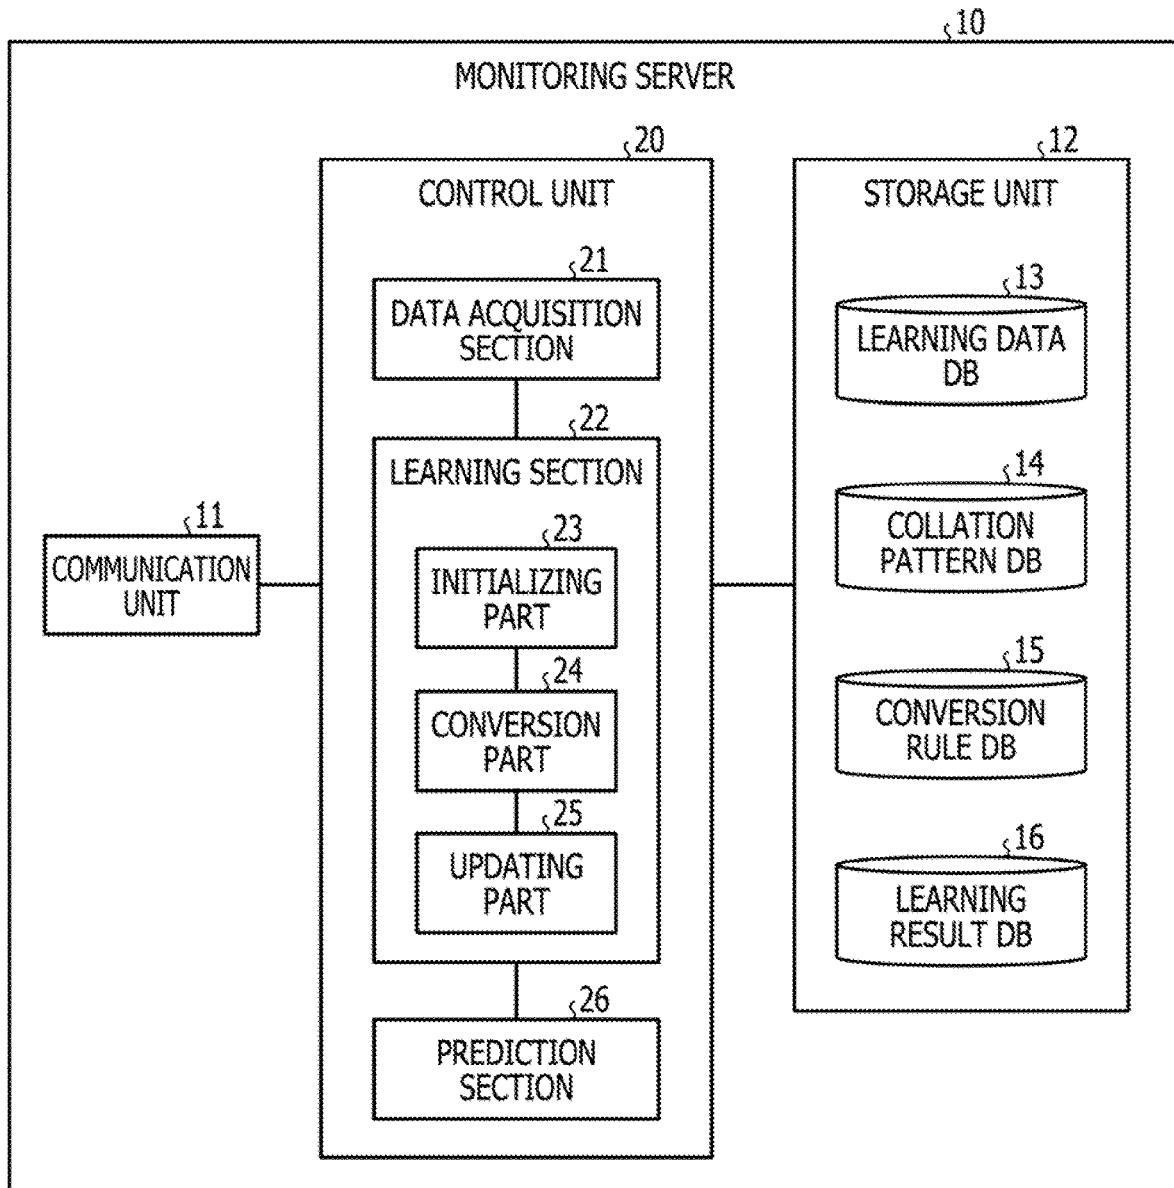 10
MONITORING SERVER
20
CONTROL UNIT
21
DATA ACQUISITION
SECTION
22
LEARNING SECTION
23
INITIALIZING
PART
24
CONVERSION
PART
25
UPDATING
PART
26
PREDICTION
SECTION
11
COMMUNICATION
UNIT
12
STORAGE UNIT
13
LEARNING DATA
DB
14
COLLATION
PATTERN DB
15
CONVERSION
RULE DB
16
LEARNING
RESULT DB